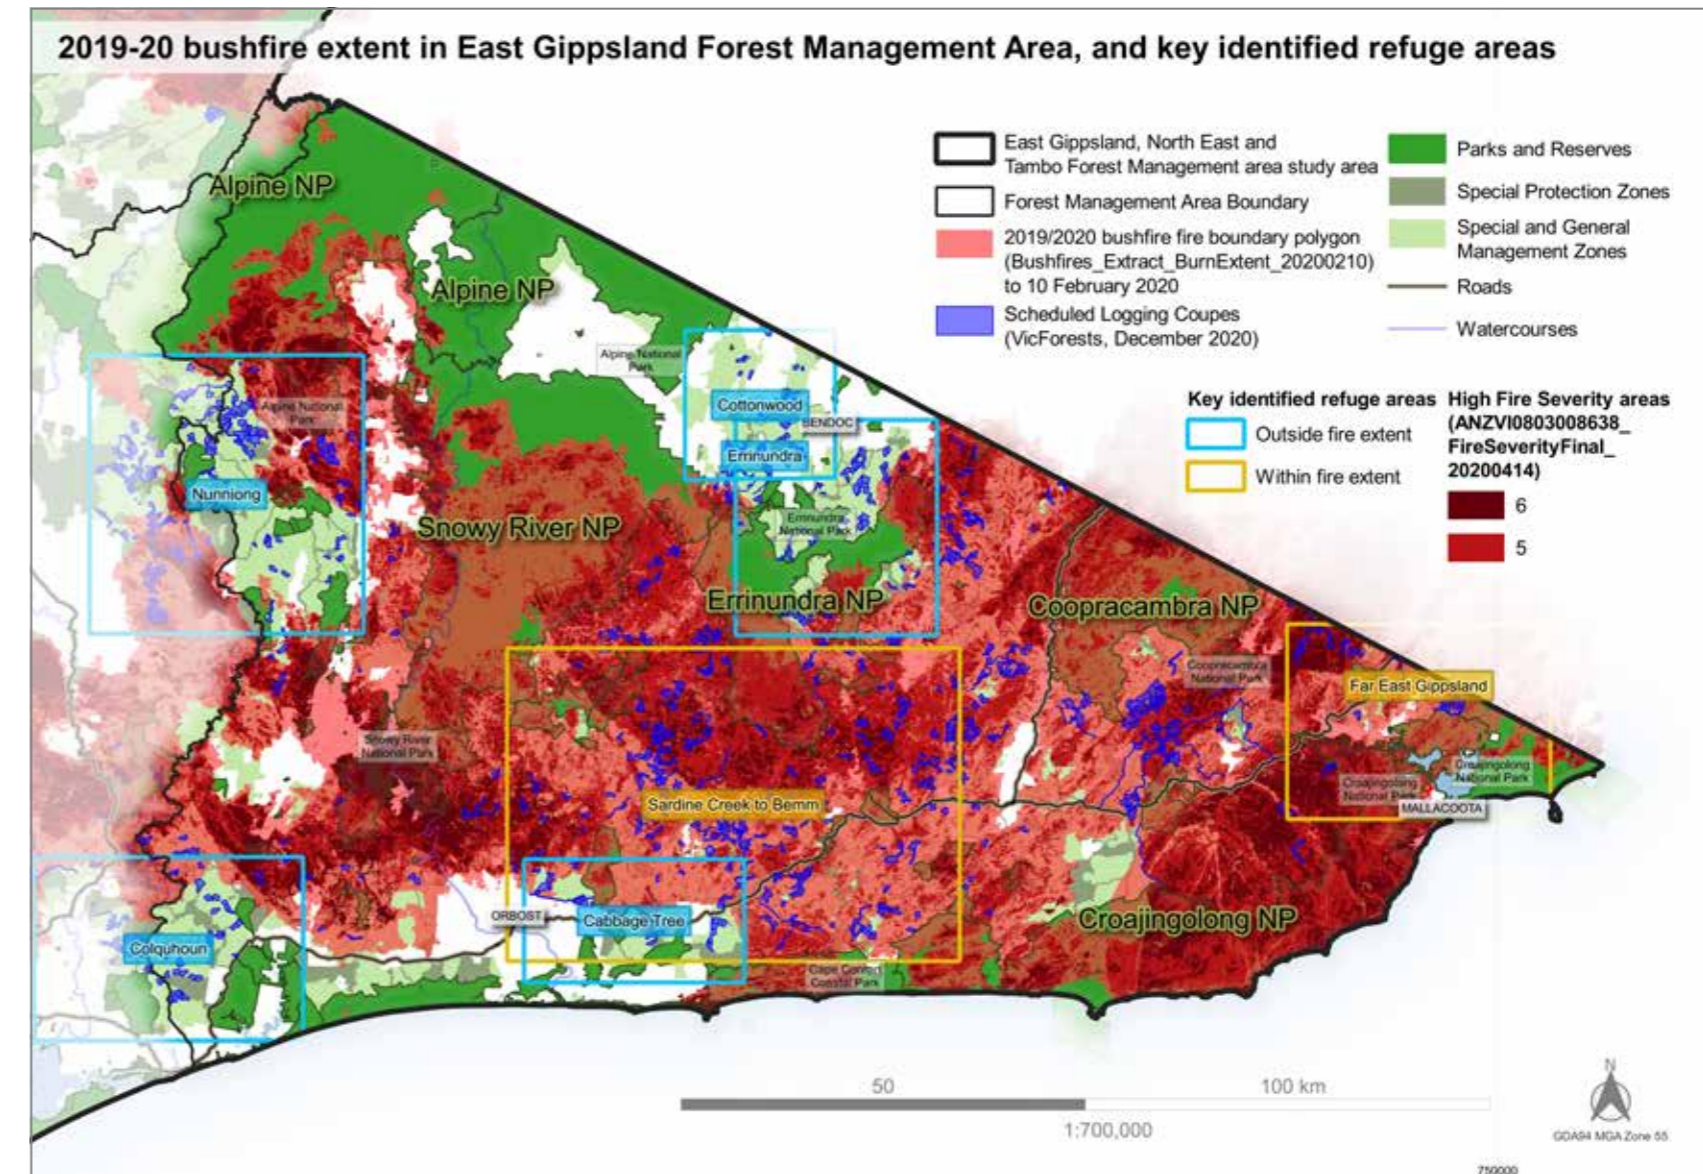 2019-20 bushfire extent in East Gippsland Forest Management Area, and key identified refuge areas
East Gippsland, North East and
Tambo Forest Management area study area
Forest Management Area Boundary
2019/2020 bushfire fire boundary polygon
(Bushfires_Extract_BurnExtent_20200210)
to 10 February 2020
Scheduled Logging Coupes
(VicForests, December 2020)
Parks and Reserves
Special Protection Zones
Special and General
Management Zones
Roads
Watercourses
Key identified refuge areas
Outside fire extent
Within fire extent
High Fire Severity areas
(ANZVI0803008638_
FireSeverityFinal_
20200414)
6
5
Alpine NP
Alpine NP
Alpine National
Park
Cottonwood
BENDOC
Errinundra
Alpine National
Park
Nunniong
Snowy River NP
Errinundra
National Park
Errinundra NP
Coopracambra NP
Coopracambra
National Park
Far East Gippsland
Snowy River
National Park
Croajingolong
National Park
Croajingolong
National Park
MALLACOOTA
Sardine Creek to Bemm
ORBOST
Cabbage Tree
Croajingolong NP
Colquhoun
Cape Conran
Coastal Park
50
100 km
1:700,000
N
GDA94 MGA Zone 55
750000